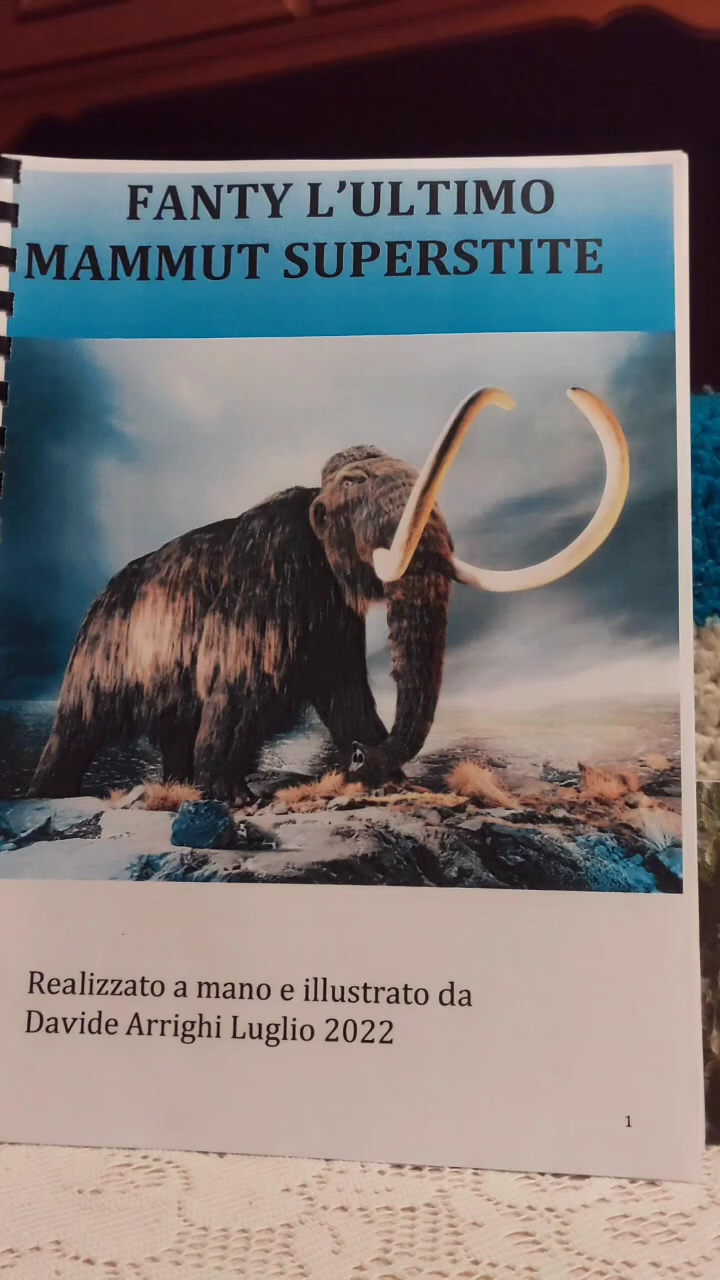 FANTY L'ULTIMO
MAMMUT SUPERSTITE
Realizzato a mano e illustrato da
Davide Arrighi Luglio 2022
1